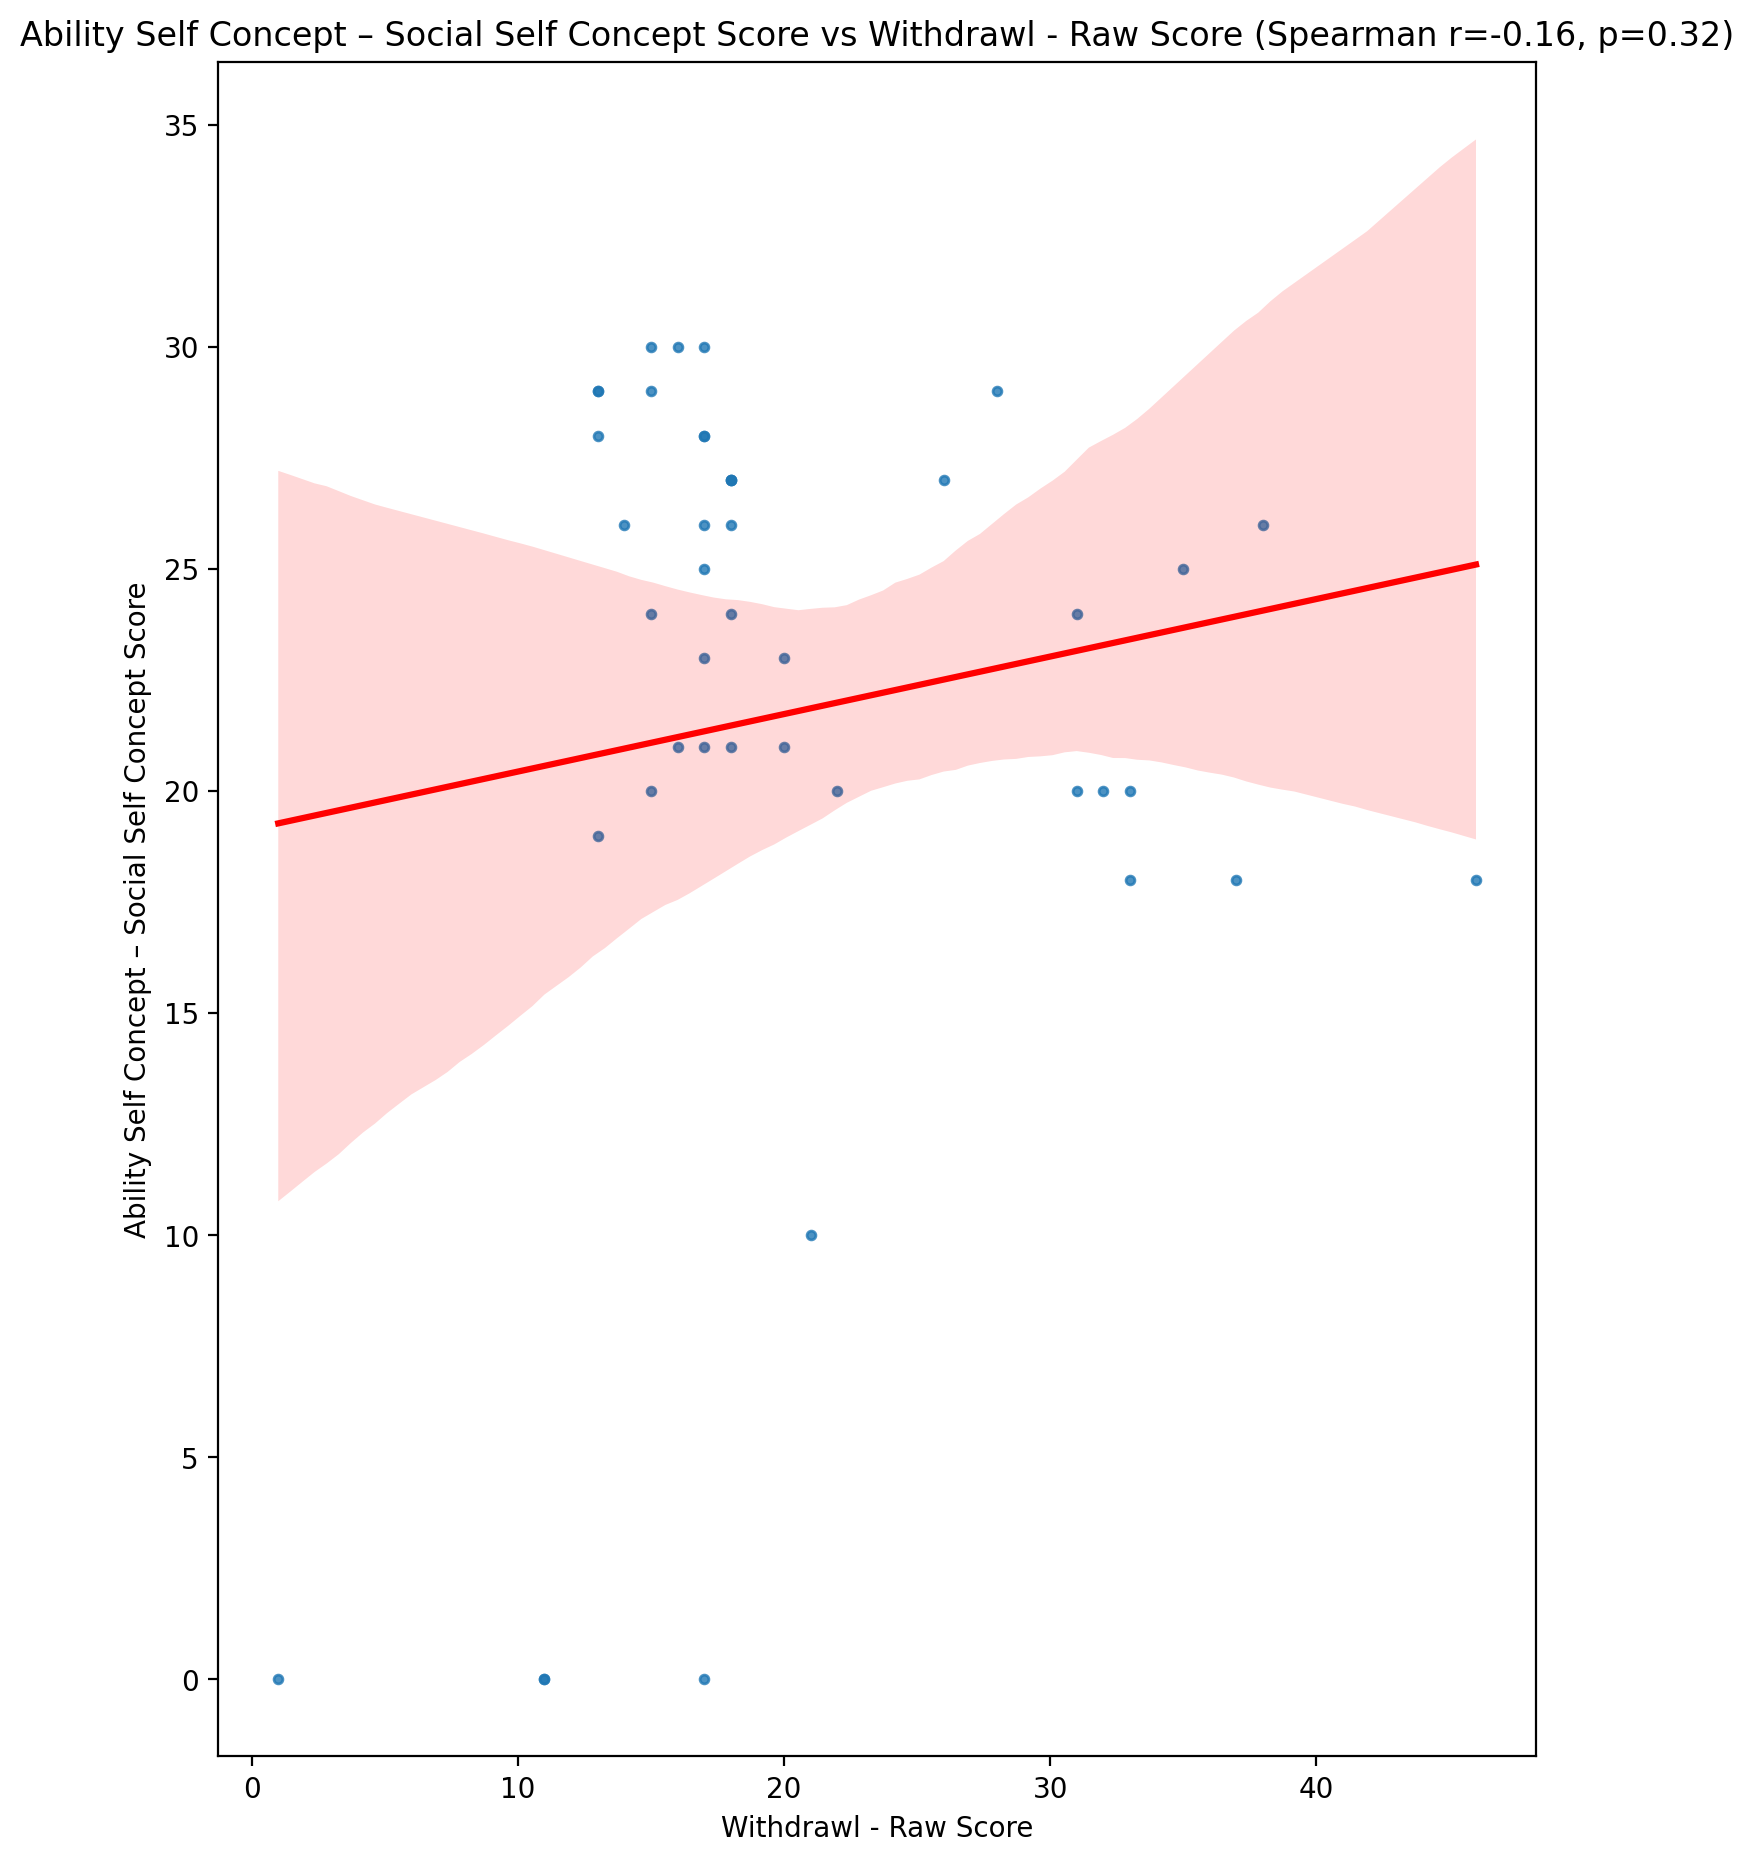 Ability Self Concept – Social Self Concept Score vs Withdrawl - Raw Score (Spearman r=-0.16, p=0.32)
Ability Self Concept – Social Self Concept Score
35
30
25
20
15
10
5
0
0 10 20 30 40
Withdrawl - Raw Score